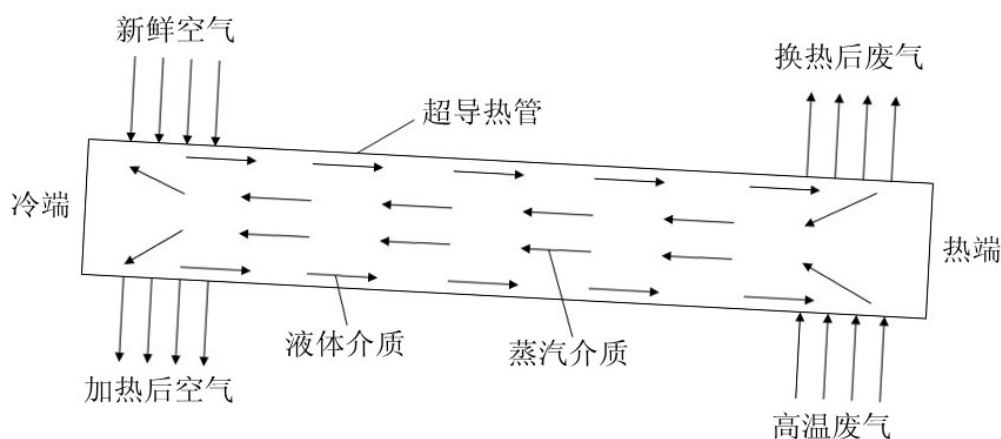 新鲜空气
换热后废气
超导热管
冷端
热端
液体介质
蒸汽介质
加热后空气
高温废气